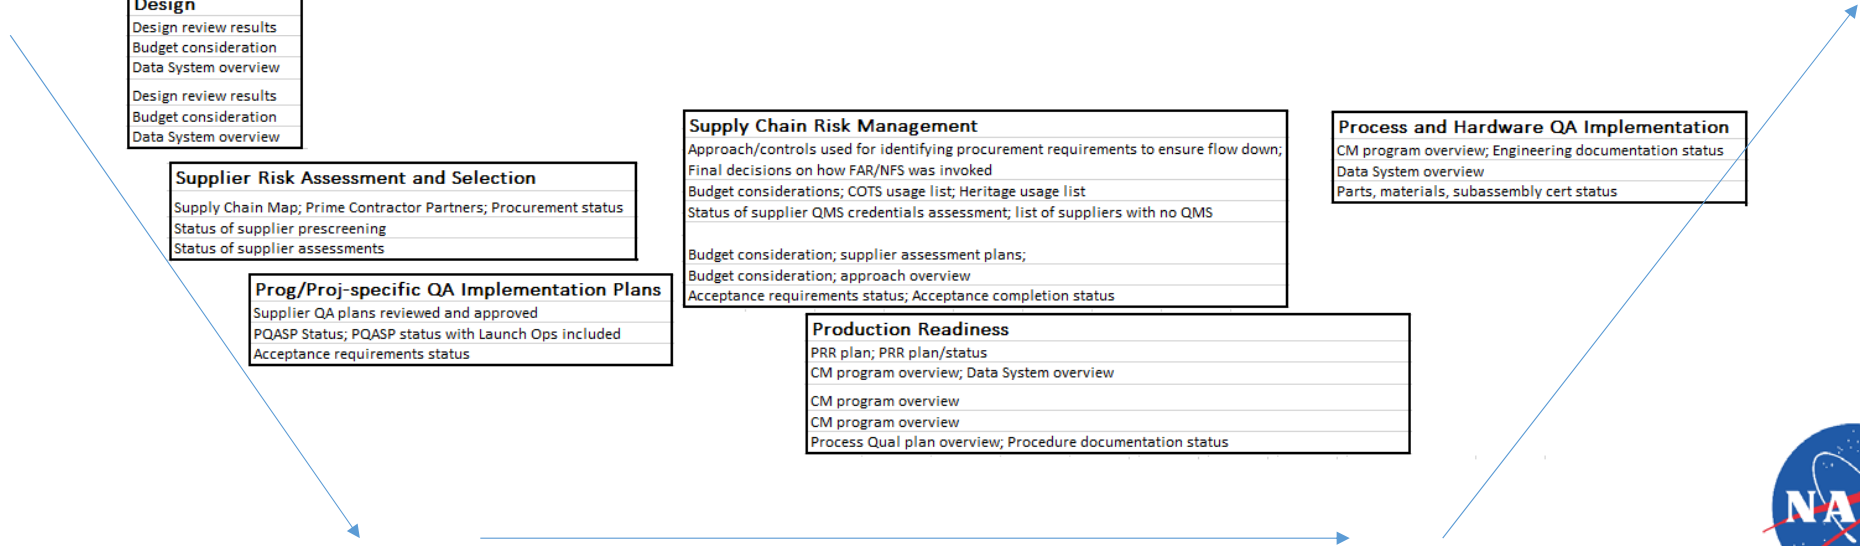 Design
Design review results
Budget consideration
Data System overview
Design review results
Budget consideration
Data System overview
Supplier Risk Assessment and Selection
Supply Chain Map; Prime Contractor Partners; Procurement status
Status of supplier prescreening
Status of supplier assessments
Prog/Proj-specific QA Implementation Plans
Supplier QA plans reviewed and approved
PQASP Status; PQASP status with Launch Ops included
Acceptance requirements status
Supply Chain Risk Management
Approach/controls used for identifying procurement requirements to ensure flow down;
Final decisions on how FAR/NFS was invoked
Budget considerations; COTS usage list; Heritage usage list
Status of supplier QMS credentials assessment; list of suppliers with no QMS
Budget consideration; supplier assessment plans;
Budget consideration; approach overview
Acceptance requirements status; Acceptance completion status
Production Readiness
PRR plan; PRR plan/status
CM program overview; Data System overview
CM program overview
CM program overview
Process Qual plan overview; Procedure documentation status
Process and Hardware QA Implementation
CM program overview; Engineering documentation status
Data System overview
Parts, materials, subassembly cert status
NA